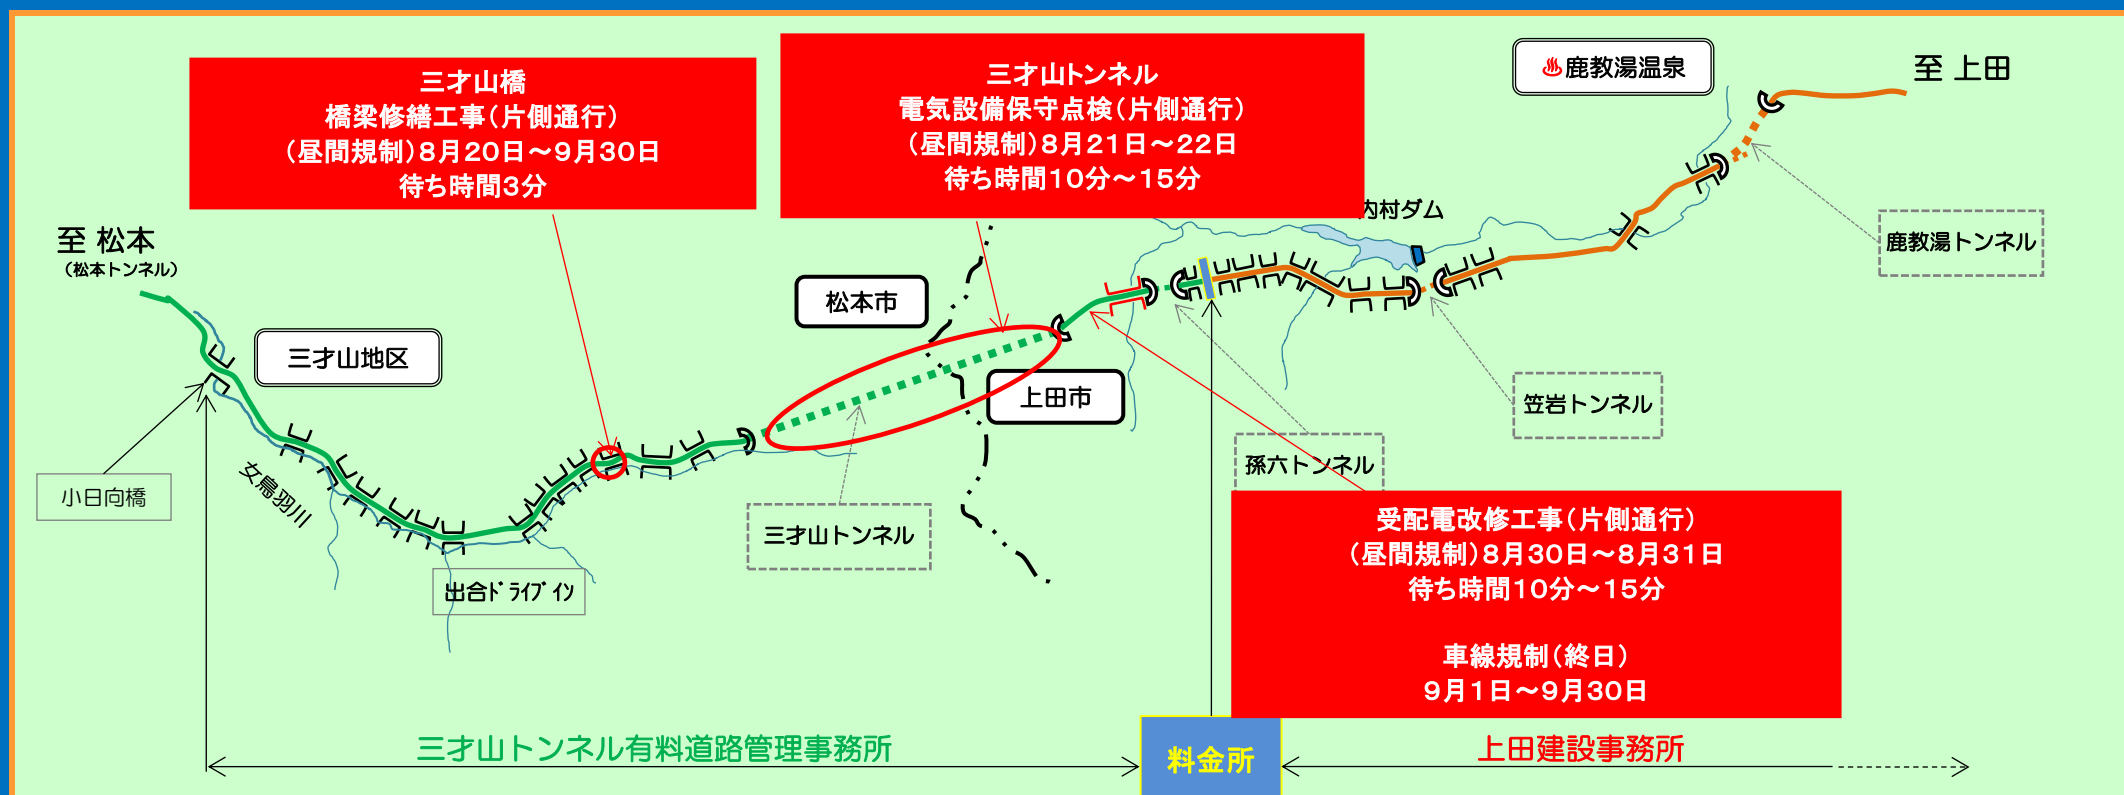 三才山橋
橋梁修繕工事(片側通行)
(昼間規制)8月20日~9月30日
待ち時間3分
三才山トンネル
電気設備保守点検(片側通行)
(昼間規制)8月21日~22日
待ち時間10分~15分
♨鹿教湯温泉
至 上田
内村ダム
鹿教湯トンネル
至 松本
(松本トンネル)
松本市
三才山地区
上田市
笠岩トンネル
孫六トンネル
小日向橋
女鳥羽川
三才山トンネル
出合ドライブイン
受配電改修工事(片側通行)
(昼間規制)8月30日~8月31日
待ち時間10分~15分
車線規制(終日)
9月1日~9月30日
三才山トンネル有料道路管理事務所
料金所
上田建設事務所